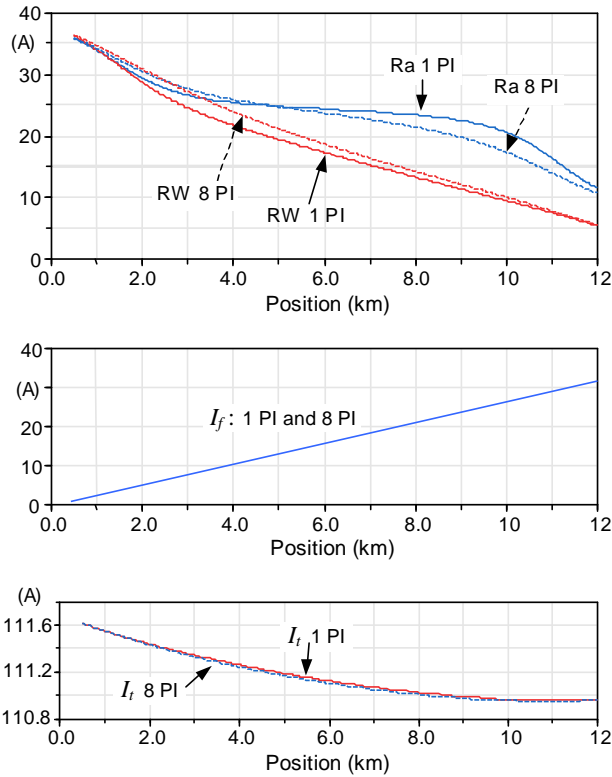 40
(A)
30
20
10
0
Ra 1 PI
Ra 8 PI
RW 8 PI
RW 1 PI
0.0 2.0 4.0 6.0 8.0 10 12
Position (km)
40
(A)
30
20
10
0
I_f : 1 PI and 8 PI
0.0 2.0 4.0 6.0 8.0 10 12
Position (km)
(A)
111.6
111.2
110.8
I_t 1 PI
I_t 8 PI
0.0 2.0 4.0 6.0 8.0 10 12
Position (km)